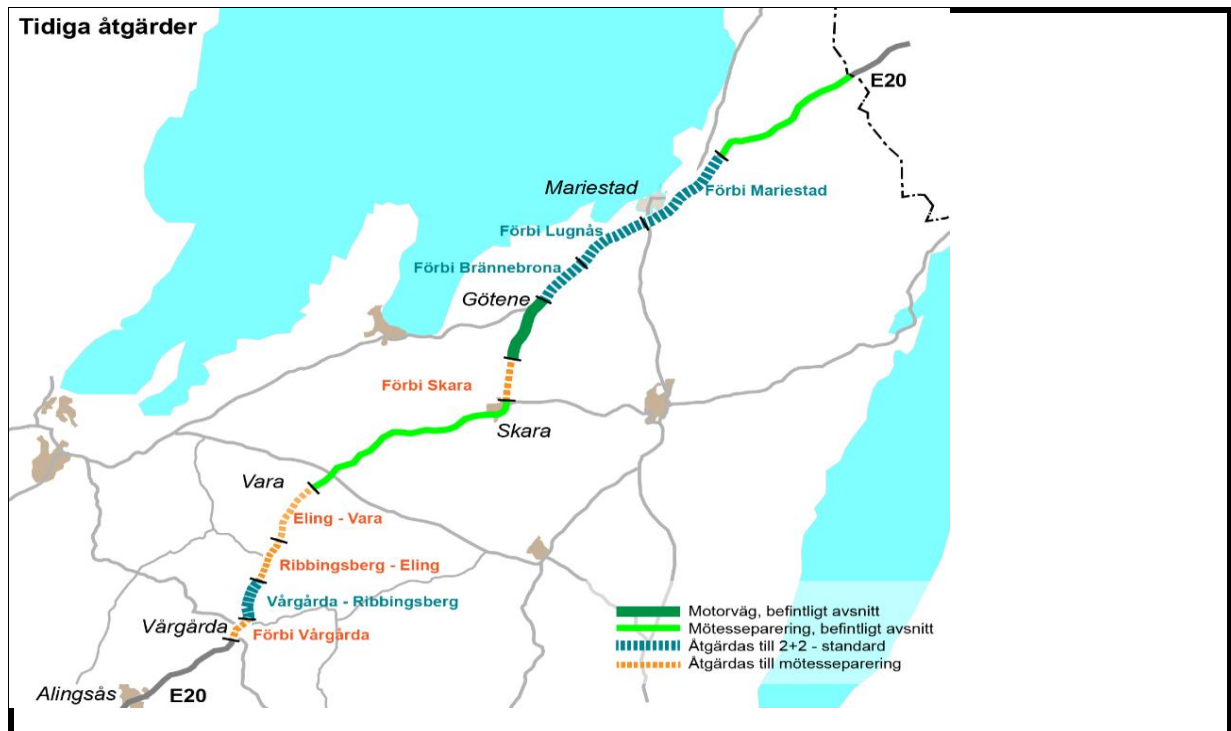 Tidiga åtgärder
E20
Mariestad
Förbi Mariestad
Förbi Lugnås
Förbi Brännebrona
Götene
Förbi Skara
Skara
Vara
Eling - Vara
Ribbingsberg - Eling
Vårgårda - Ribbingsberg
Vårgårda
Förbi Vårgårda
Motorväg, befintligt avsnitt
Mötesseparering, befintligt avsnitt
Åtgärdas till 2+2 - standard
Åtgärdas till mötesseparering
Alingsås
E20